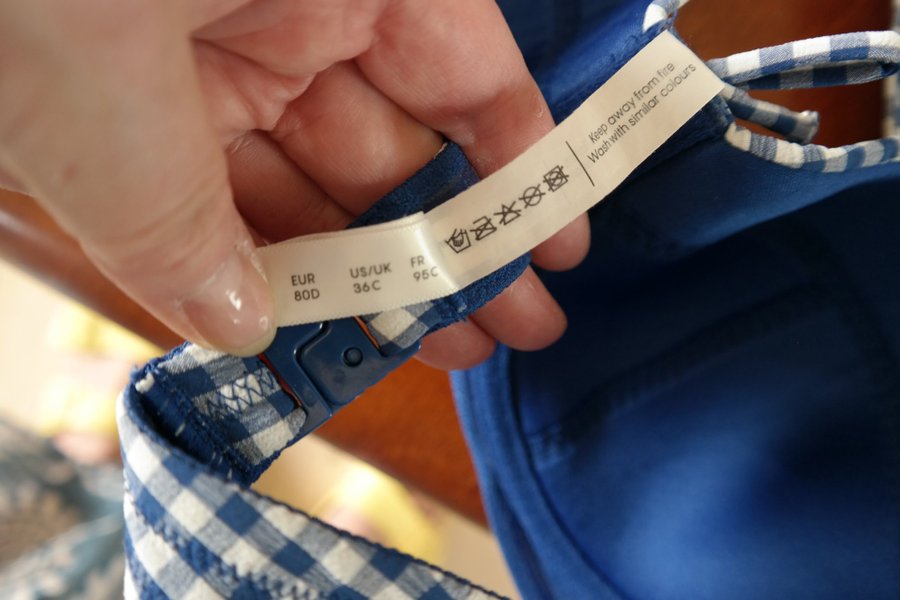 EUR
80D
US/UK
36C
FR
95C
Keep away from fire
Wash with similar colours